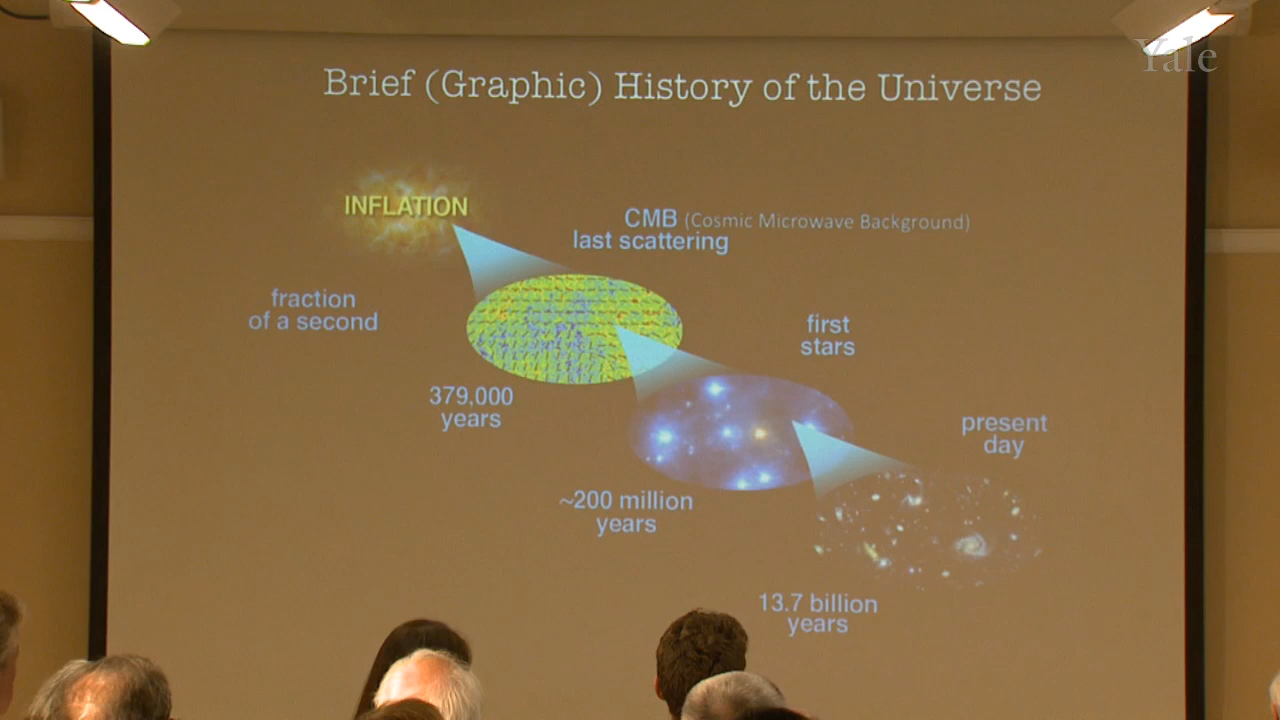 Yale
Brief (Graphic) History of the Universe
INFLATION
CMB (Cosmic Microwave Background)
last scattering
fraction
of a second
first
stars
379,000
years
present
day
~200 million
years
13.7 billion
years